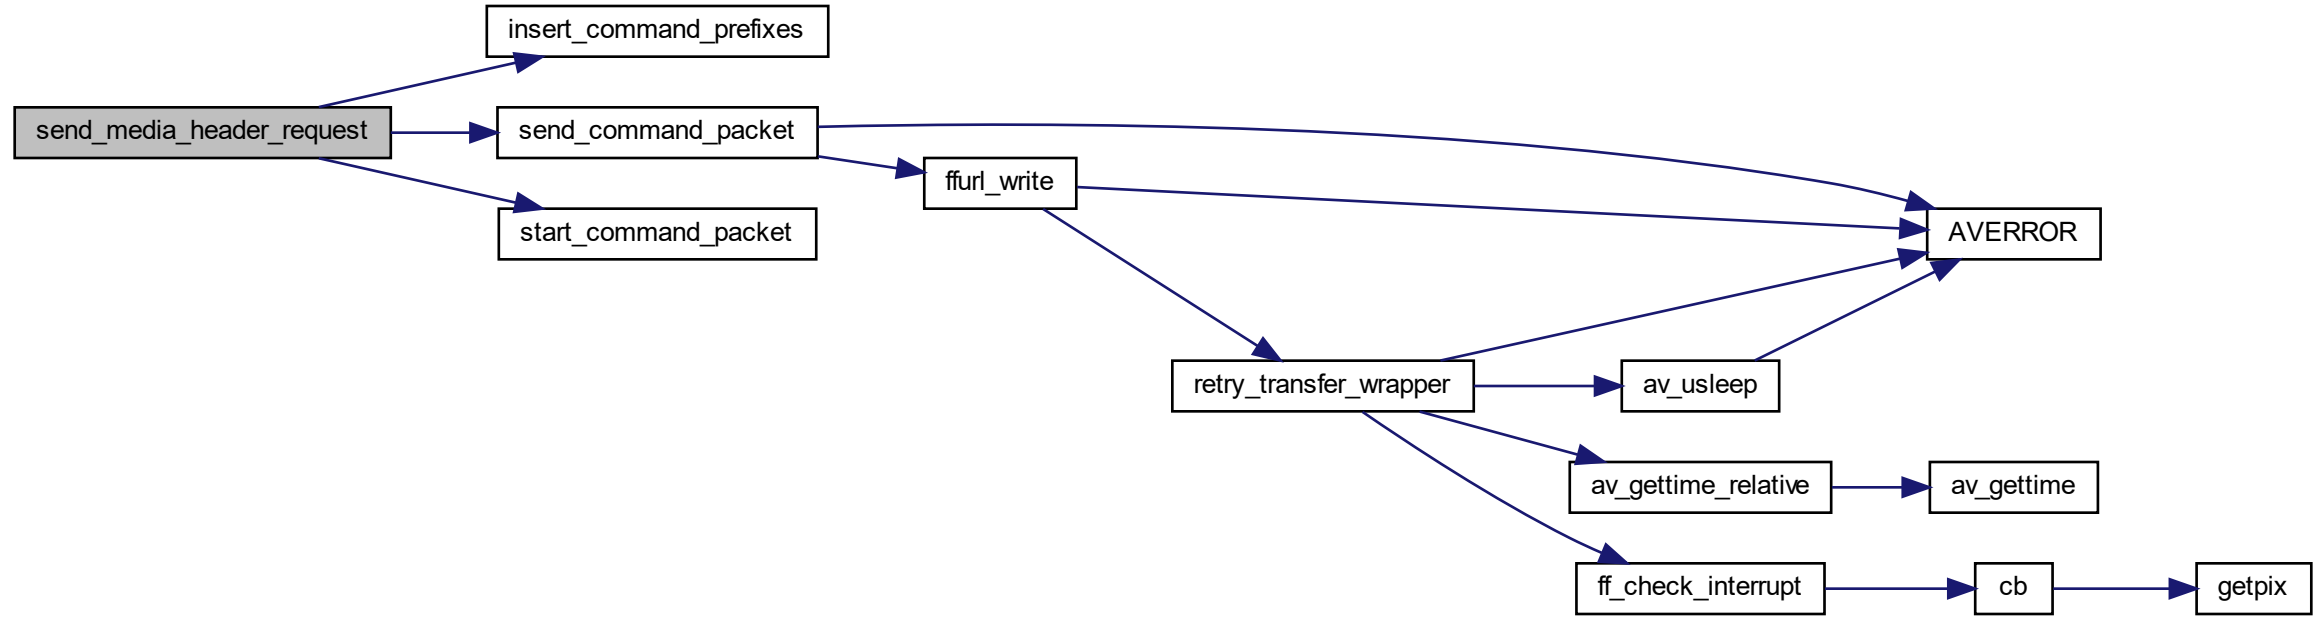 insert_command_prefixes
send_media_header_request
send_command_packet
ffurl_write
start_command_packet
AVERROR
retry_transfer_wrapper
av_usleep
av_gettime_relative
av_gettime
ff_check_interrupt
cb
getpix